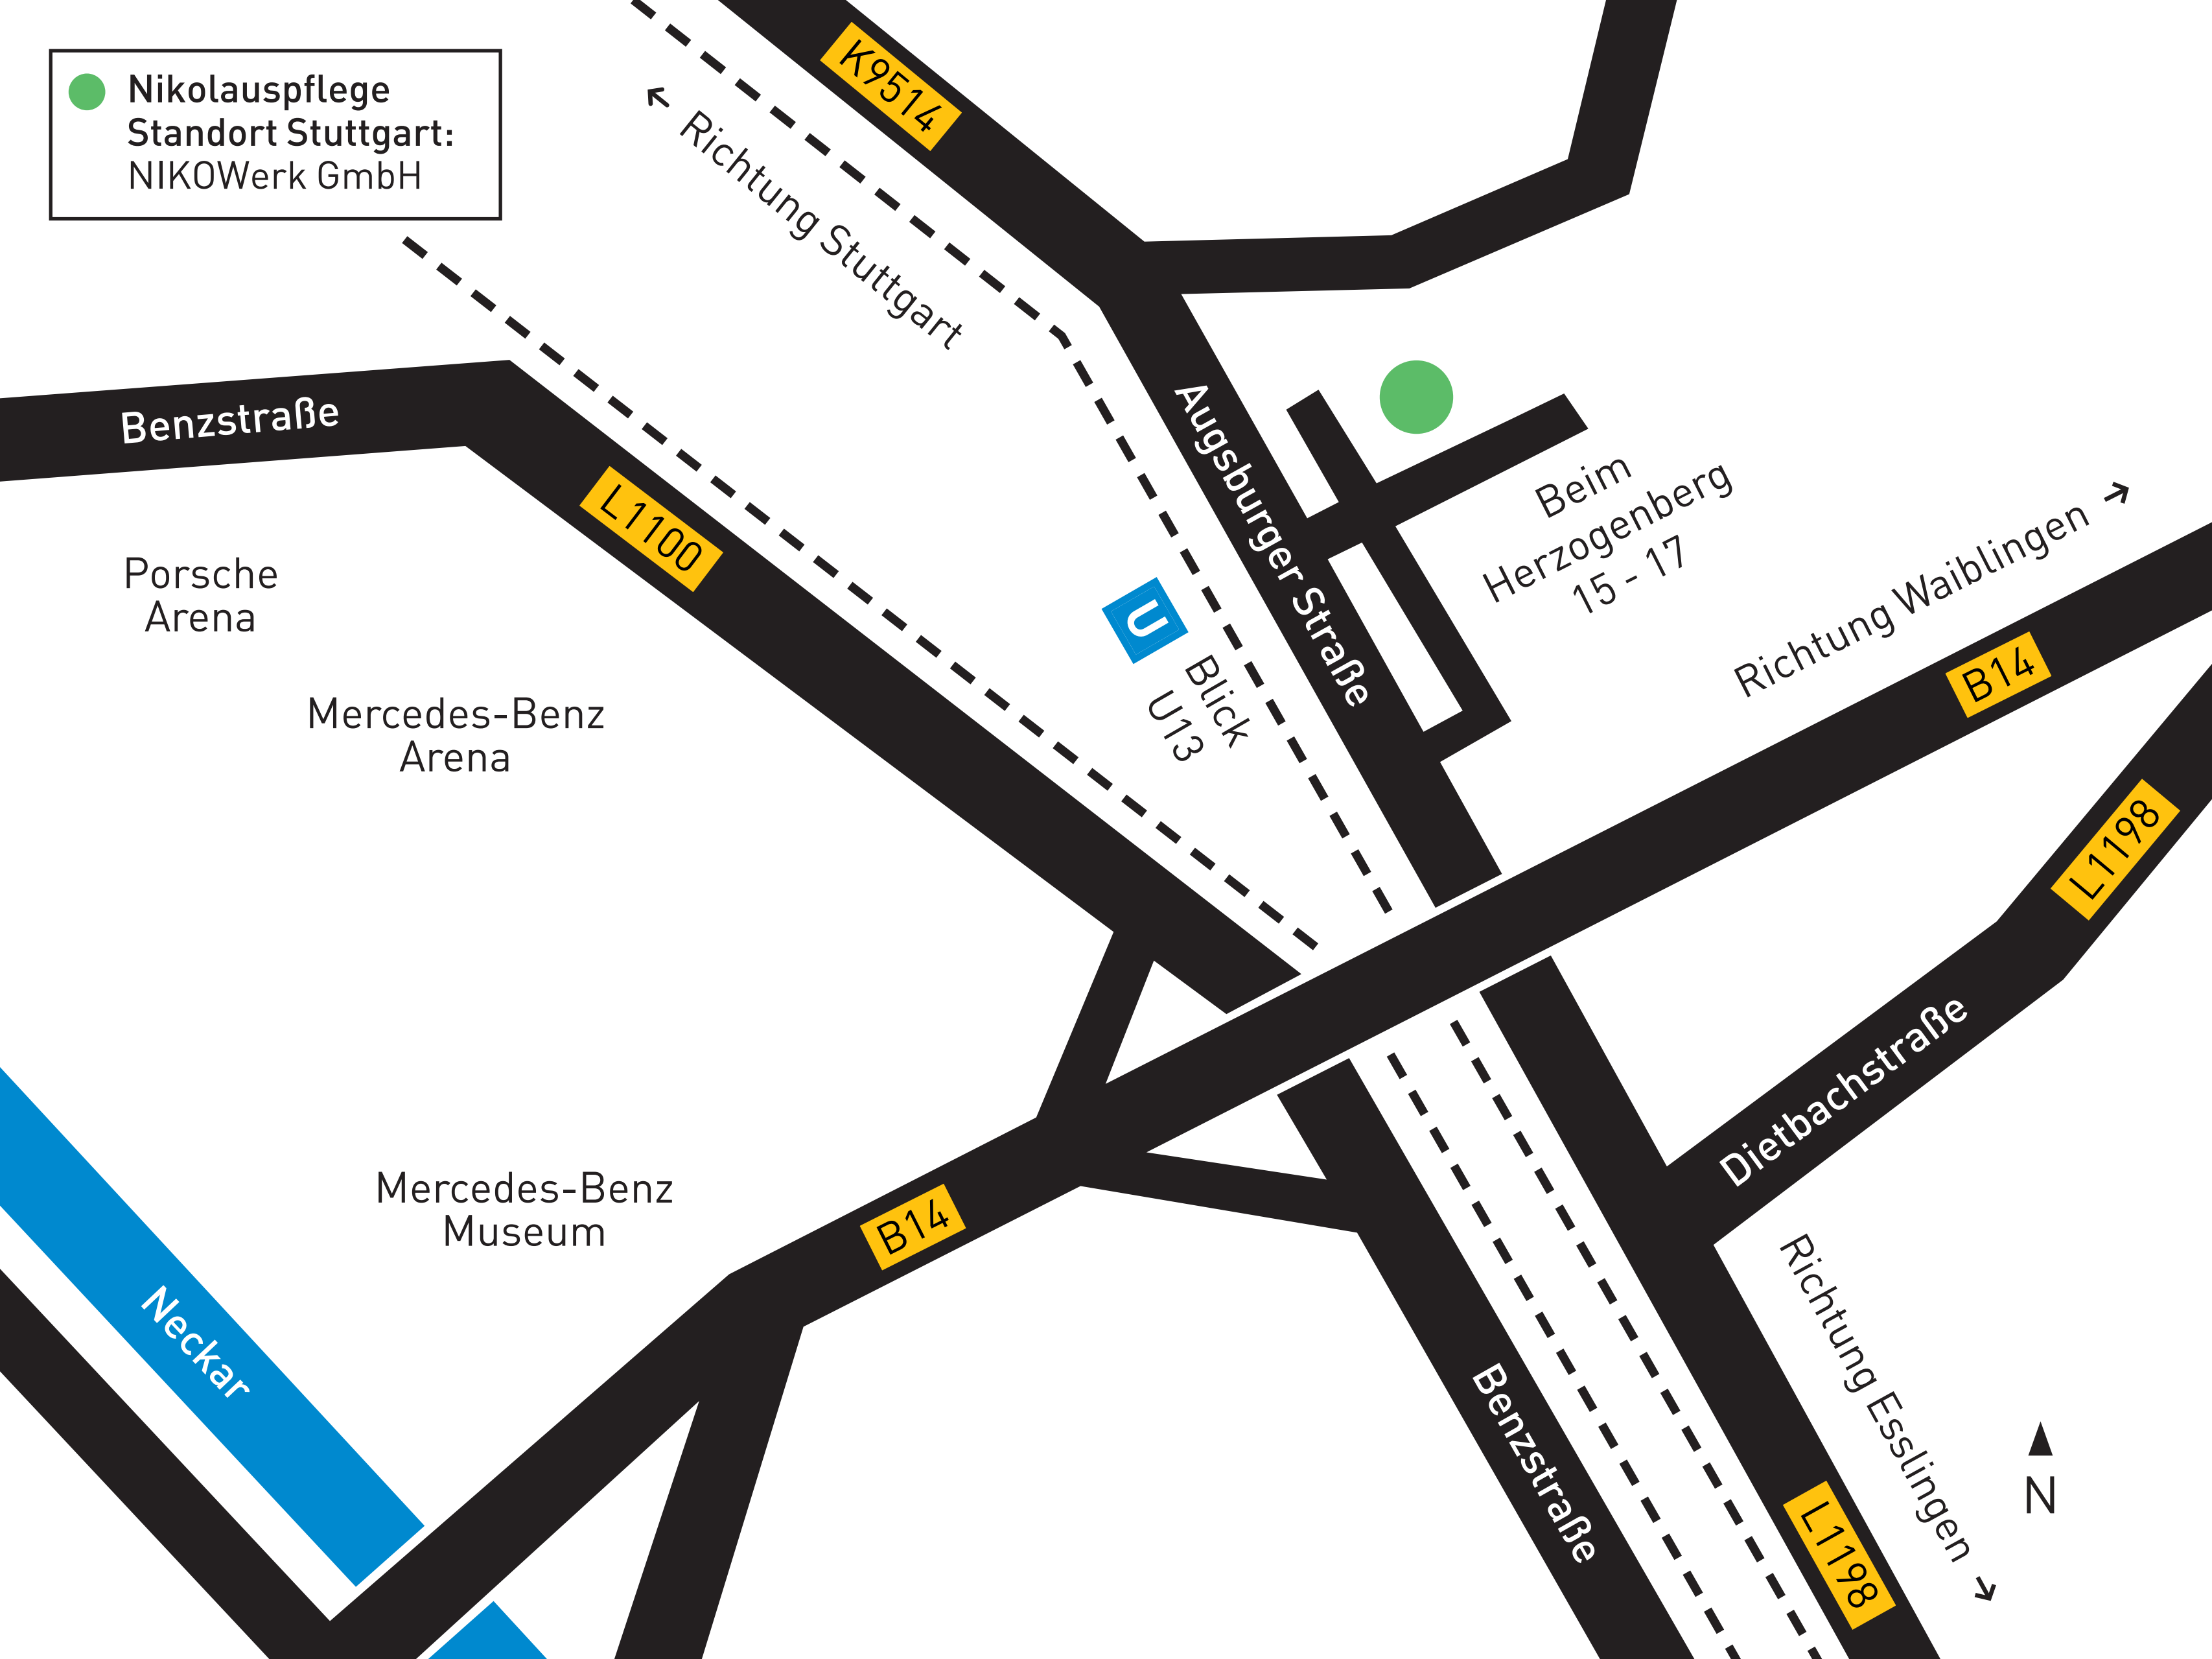 Nikolauspflege
Standort Stuttgart:
NIKOWerk GmbH
K9514
← Richtung Stuttgart
Benzstraße
L1100
Augsburger Straße
Beim
Herzogenberg
15 - 17
Richtung Waiblingen →
B14
Porsche
Arena
Mercedes-Benz
Arena
U
Blick
U13
L1198
Dietbachstraße
Mercedes-Benz
Museum
B14
Neckar
Benzstraße
Richtung Esslingen →
L1198
N